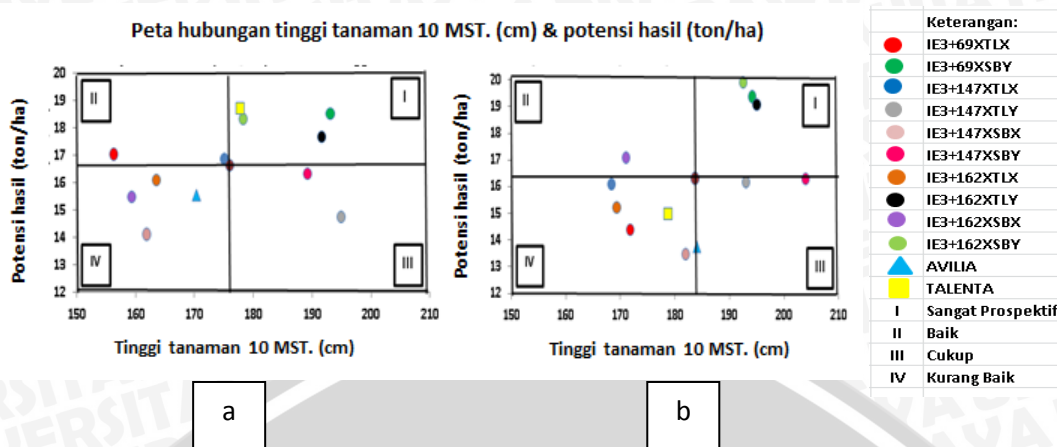 Peta hubungan tinggi tanaman 10 MST. (cm) & potensi hasil (ton/ha)
Potensi hasil (ton/ha)
20
19
18
17
16
15
14
13
12
II
I
IV
III
150 160 170 180 190 200 210
Tinggi tanaman 10 MST. (cm)
a
Potensi hasil (ton/ha)
20
19
18
17
16
15
14
13
12
II
I
IV
III
150 160 170 180 190 200 210
Tinggi tanaman 10 MST. (cm)
b
Keterangan:
IE3+69XTLX
IE3+69XSBY
IE3+147XTLX
IE3+147XTLY
IE3+147XSBX
IE3+147XSBY
IE3+162XTLX
IE3+162XTLY
IE3+162XSBX
IE3+162XSBY
AVILIA
TALENTA
I Sangat Prospektif
II Baik
III Cukup
IV Kurang Baik